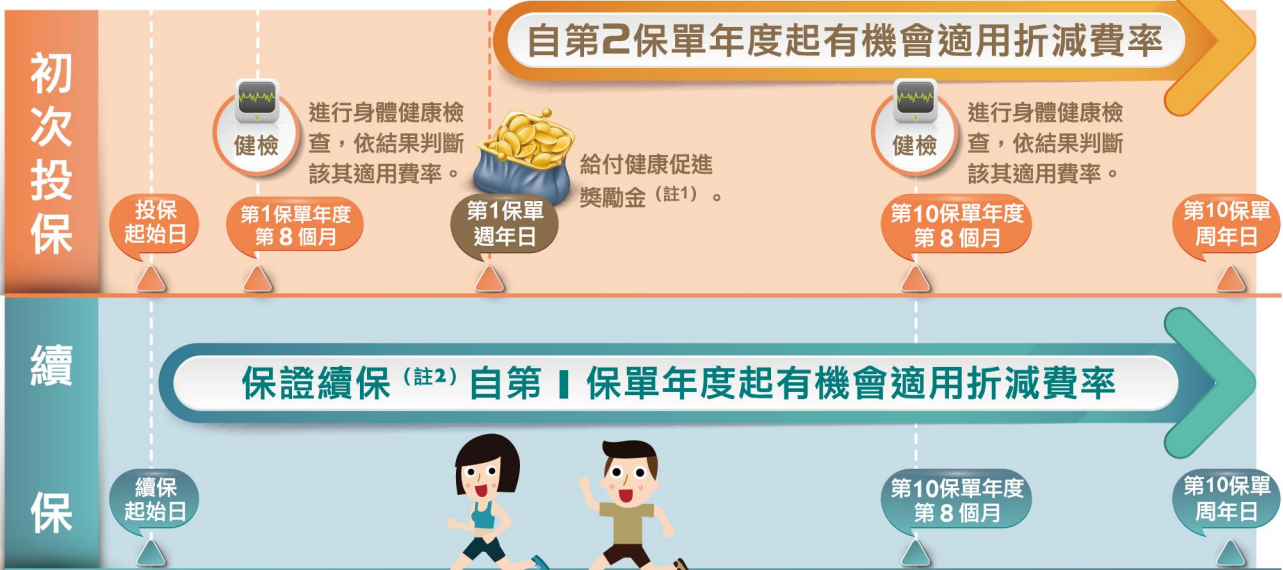 初次投保
自第2保單年度起有機會適用折減費率
健檢
進行身體健康檢
查,依結果判斷
該其適用費率。
給付健康促進
獎勵金(註1)。
健檢
進行身體健康檢
查,依結果判斷
該其適用費率。
投保
起始日
第1保單年度
第8個月
第1保單
週年日
第10保單年度
第8個月
第10保單
周年日
續保
保證續保(註2)自第1保單年度起有機會適用折減費率
續保
起始日
第10保單年度
第8個月
第10保單
周年日